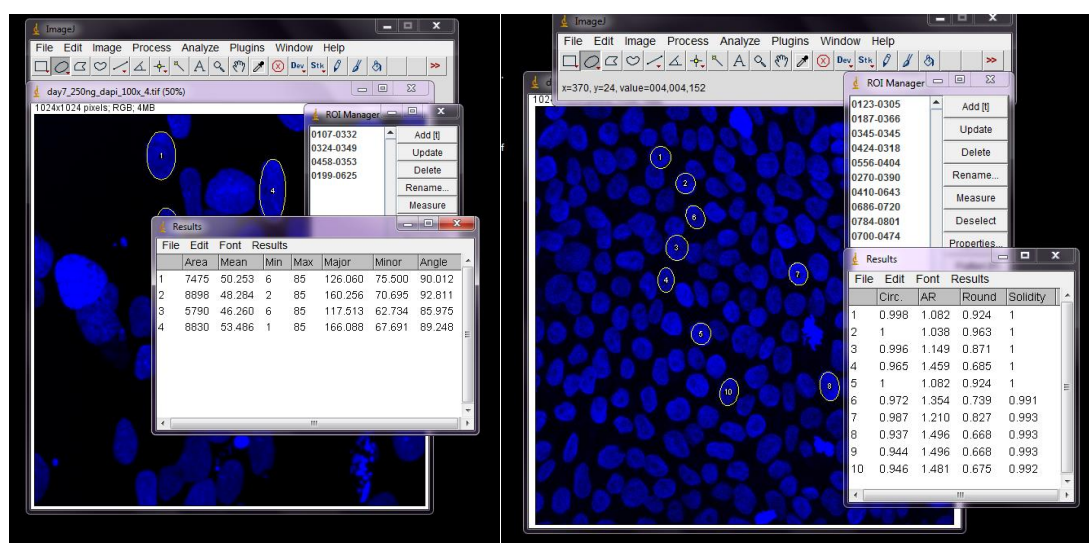 ImageJ
File Edit Image Process Analyze Plugins Window Help
A Dev Stk >>
day7_250ng_dapi_100x_4.tif (50%)
1024x1024 pixels; RGB; 4MB
ROI Manager
0107-0332
0324-0349
0458-0353
0199-0625
Add [t]
Update
Delete
Rename...
Measure
1
4
Results
File Edit Font Results
Area Mean Min Max Major Minor Angle
1 7475 50.253 6 85 126.060 75.500 90.012
2 8898 48.284 2 85 160.256 70.695 92.811
3 5790 46.260 6 85 117.513 62.734 85.975
4 8830 53.486 1 85 166.088 67.691 89.248
ImageJ
File Edit Image Process Analyze Plugins Window Help
A Dev Stk >>
x=370, y=24, value=004,004,152
ROI Manager
0123-0305
0187-0366
0345-0345
0424-0318
0556-0404
0270-0390
0410-0643
0686-0720
0784-0801
0700-0474
Add [t]
Update
Delete
Rename...
Measure
Deselect
Properties...
1
2
6
3
7
4
5
8
10
Results
File Edit Font Results
Circ. AR Round Solidity
1 0.998 1.082 0.924 1
2 1 1.038 0.963 1
3 0.996 1.149 0.871 1
4 0.965 1.459 0.685 1
5 1 1.082 0.924 1
6 0.972 1.354 0.739 0.991
7 0.987 1.210 0.827 0.993
8 0.937 1.496 0.668 0.993
9 0.944 1.496 0.668 0.993
10 0.946 1.481 0.675 0.992